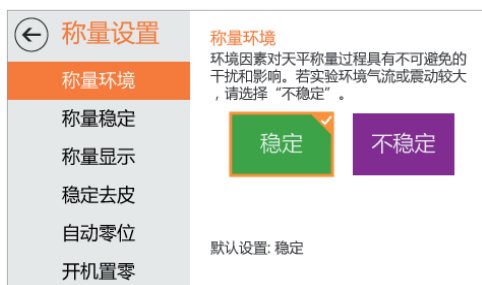 称量设置
称量环境
称量稳定
称量显示
稳定去皮
自动零位
开机置零
称量环境
环境因素对天平称量过程具有不可避免的
干扰和影响。若实验环境气流或震动较大
，请选择“不稳定”。
稳定
不稳定
默认设置: 稳定